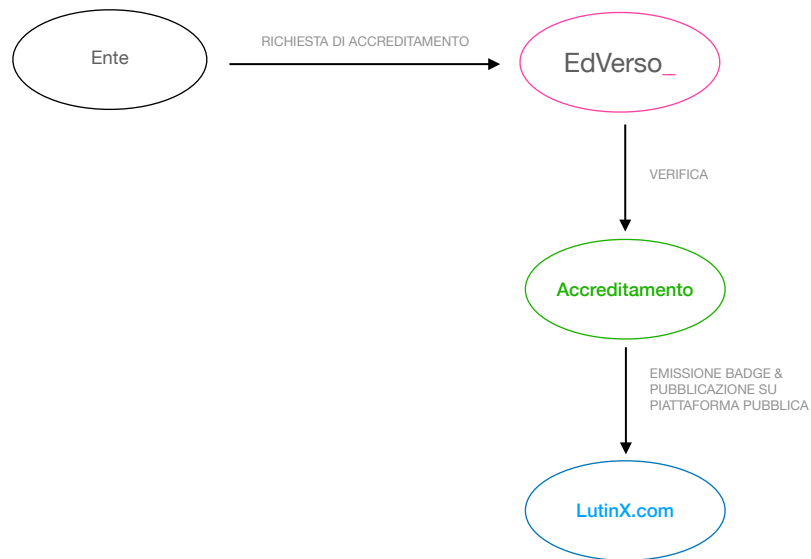 Ente
RICHIESTA DI ACCREDITAMENTO
EdVerso_
VERIFICA
Accreditamento
EMISSIONE BADGE &
PUBBLICAZIONE SU
PIATTAFORMA PUBBLICA
LutinX.com